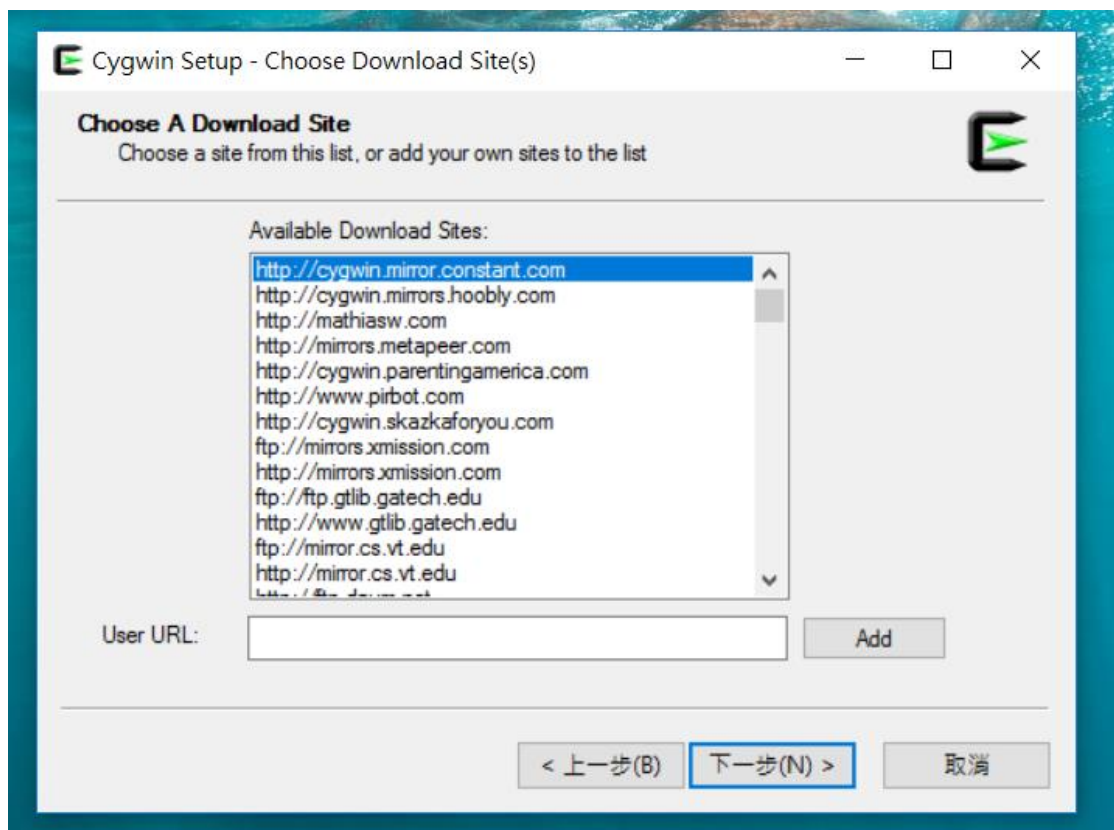 Cygwin Setup - Choose Download Site(s)
Choose A Download Site
Choose a site from this list, or add your own sites to the list
Available Download Sites:
http://cygwin.mirror.constant.com
http://cygwin.mirrors.hoobly.com
http://mathiasw.com
http://mirrors.metapeer.com
http://cygwin.parentingamerica.com
http://www.pirbot.com
http://cygwin.skazkaforyou.com
ftp://mirrors.xmission.com
http://mirrors.xmission.com
ftp://ftp.gtlib.gatech.edu
http://www.gtlib.gatech.edu
ftp://mirror.cs.vt.edu
http://mirror.cs.vt.edu
User URL:
Add
< 上一步(B)
下一步(N) >
取消